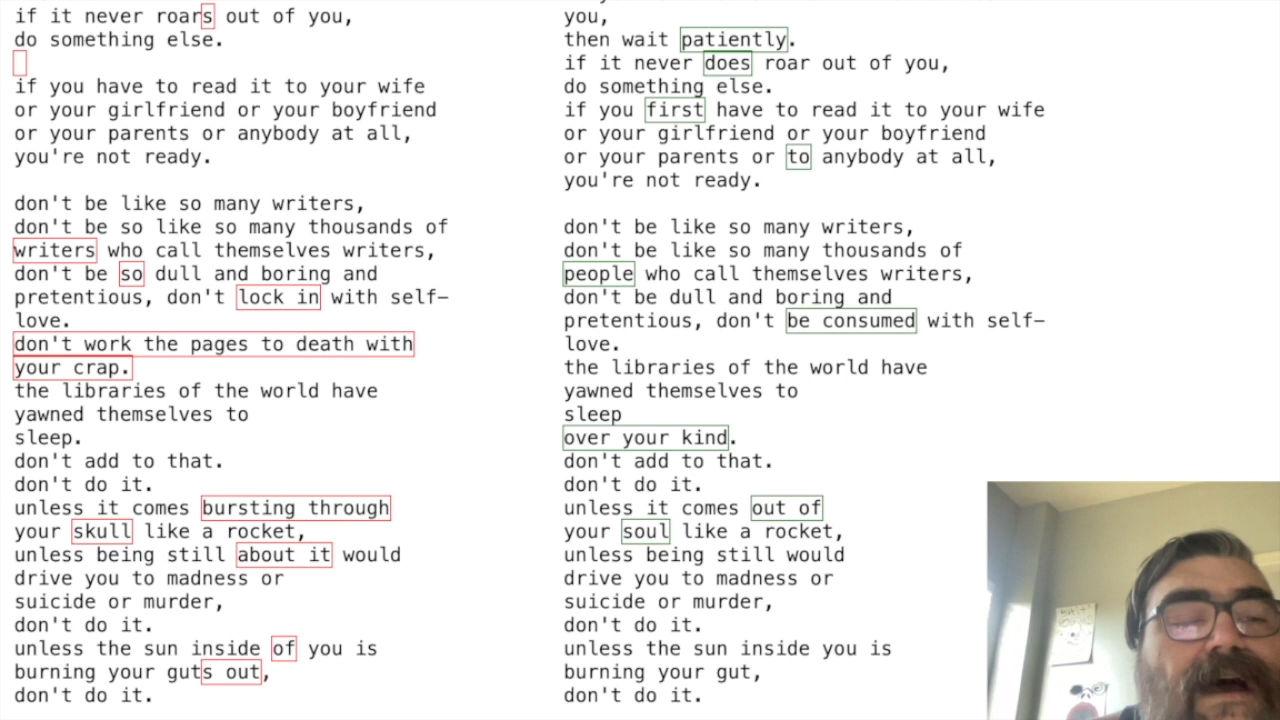 if it never roars out of you,
do something else.
if you have to read it to your wife
or your girlfriend or your boyfriend
or your parents or anybody at all,
you're not ready.
don't be like so many writers,
don't be so like so many thousands of
writers who call themselves writers,
don't be so dull and boring and
pretentious, don't lock in with self-
love.
don't work the pages to death with
your crap.
the libraries of the world have
yawned themselves to
sleep.
don't add to that.
don't do it.
unless it comes bursting through
your skull like a rocket,
unless being still about it would
drive you to madness or
suicide or murder,
don't do it.
unless the sun inside of you is
burning your guts out,
don't do it.
you,
then wait patiently.
if it never does roar out of you,
do something else.
if you first have to read it to your wife
or your girlfriend or your boyfriend
or your parents or to anybody at all,
you're not ready.
don't be like so many writers,
don't be like so many thousands of
people who call themselves writers,
don't be dull and boring and
pretentious, don't be consumed with self-
love.
the libraries of the world have
yawned themselves to
sleep
over your kind.
don't add to that.
don't do it.
unless it comes out of
your soul like a rocket,
unless being still would
drive you to madness or
suicide or murder,
don't do it.
unless the sun inside you is
burning your gut,
don't do it.